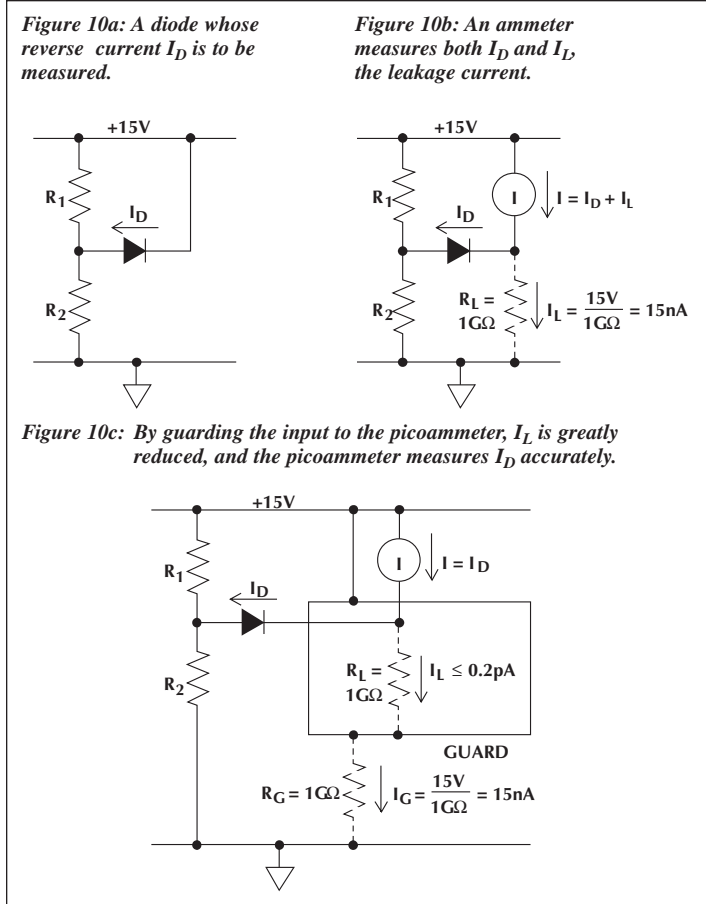 Figure 10a: A diode whose
reverse current I_D is to be
measured.
+15V
R1
I_D
R2
Figure 10b: An ammeter
measures both I_D and I_L,
the leakage current.
+15V
R1
I_D
I
I = I_D + I_L
R2
R_L =
1GΩ
I_L = 15V / 1GΩ = 15nA
Figure 10c: By guarding the input to the picoammeter, I_L is greatly
reduced, and the picoammeter measures I_D accurately.
+15V
R1
I_D
I
I = I_D
R2
R_L =
1GΩ
I_L ≤ 0.2pA
GUARD
R_G = 1GΩ
I_G = 15V / 1GΩ = 15nA